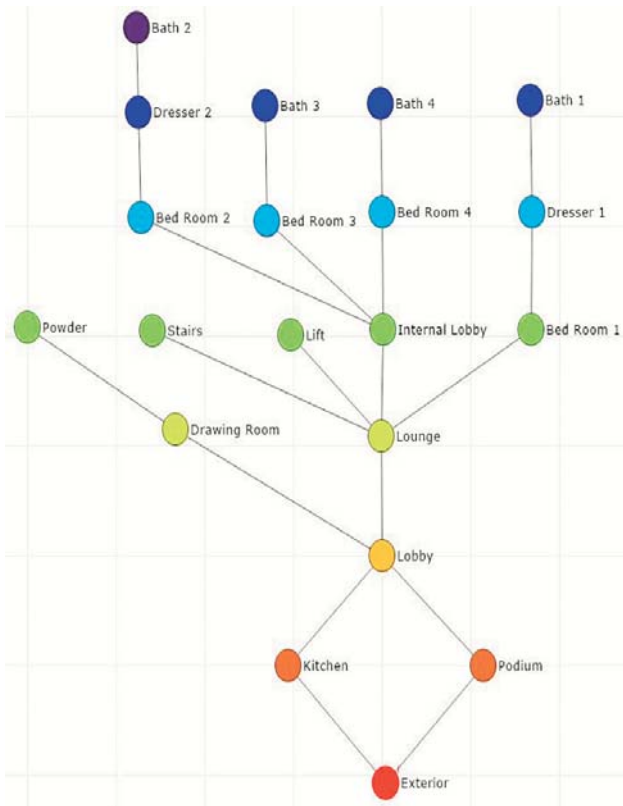 Bath 2
Dresser 2
Bath 3
Bath 4
Bath 1
Bed Room 2
Bed Room 3
Bed Room 4
Dresser 1
Powder
Stairs
Lift
Internal Lobby
Bed Room 1
Drawing Room
Lounge
Lobby
Kitchen
Podium
Exterior